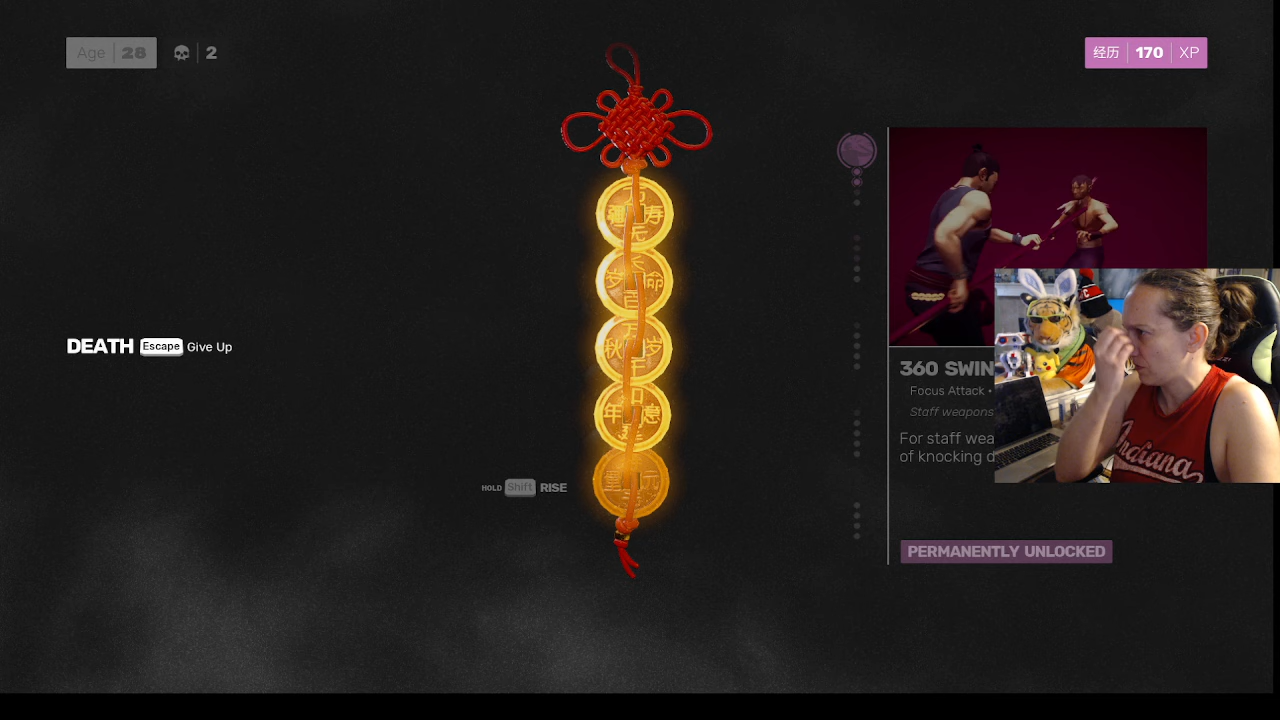 Age 28 2
经历 170 XP
360 SWIN
Focus Attack •
Staff weapons
For staff wea
of knocking d
DEATH Escape Give Up
HOLD Shift RISE
PERMANENTLY UNLOCKED
Indiana